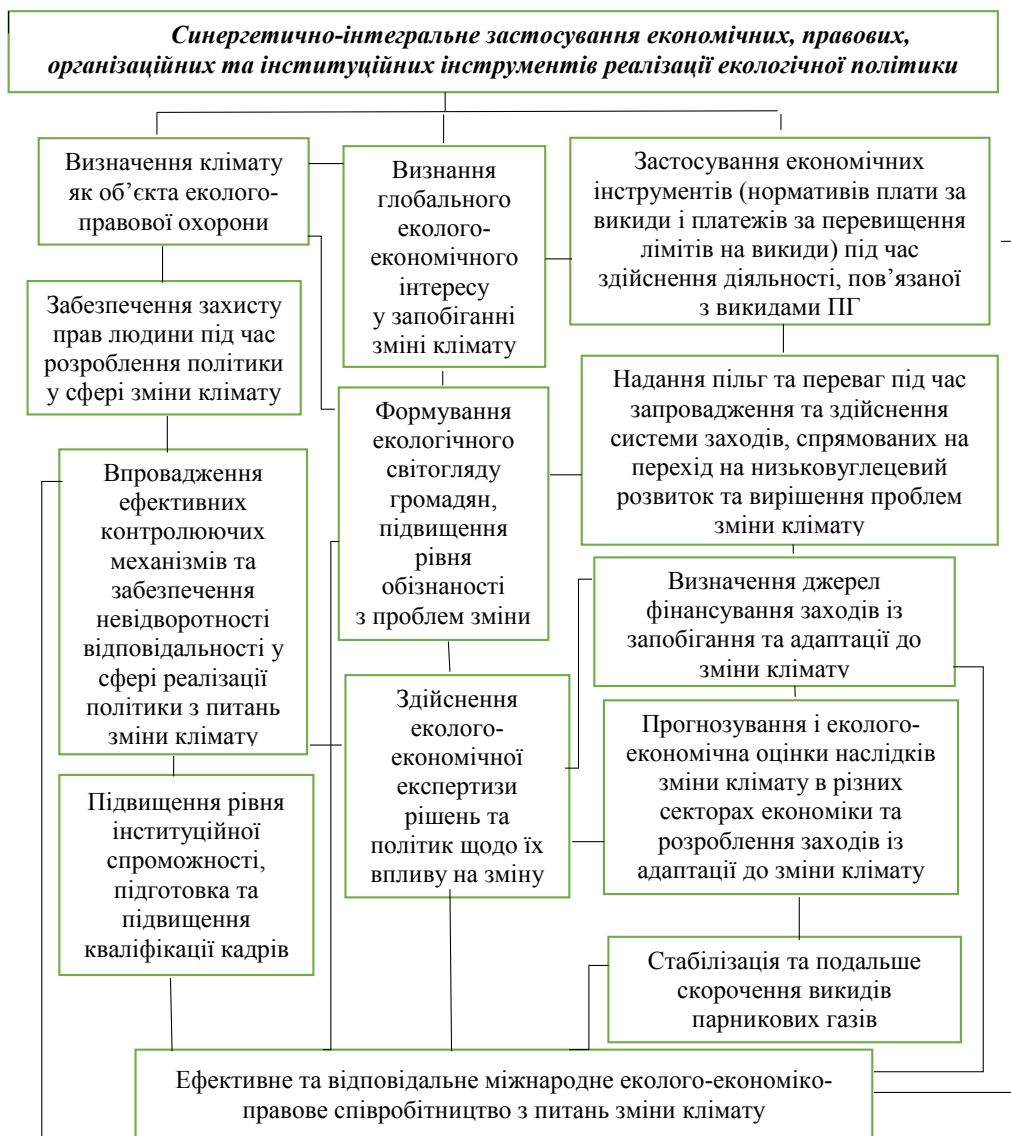 Синергетично-інтегральне застосування економічних, правових,
організаційних та інституційних інструментів реалізації екологічної політики
Визначення клімату
як об’єкта еколого-
правової охорони
Забезпечення захисту
прав людини під час
розроблення політики
у сфері зміни клімату
Впровадження
ефективних
контролюючих
механізмів та
забезпечення
невідворотності
відповідальності у
сфері реалізації
політики з питань
зміни клімату
Підвищення рівня
інституційної
спроможності,
підготовка та
підвищення
кваліфікації кадрів
Визнання
глобального
еколого-
економічного
інтересу
у запобіганні
зміні клімату
Формування
екологічного
світогляду
громадян,
підвищення
рівня
обізнаності
з проблем зміни
Здійснення
еколого-
економічної
експертизи
рішень та
політик щодо їх
впливу на зміну
Застосування економічних
інструментів (нормативів плати за
викиди і платежів за перевищення
лімітів на викиди) під час
здійснення діяльності, пов’язаної
з викидами ПГ
Надання пільг та переваг під час
запровадження та здійснення
системи заходів, спрямованих на
перехід на низьковуглецевий
розвиток та вирішення проблем
зміни клімату
Визначення джерел
фінансування заходів із
запобігання та адаптації до
зміни клімату
Прогнозування і еколого-
економічна оцінки наслідків
зміни клімату в різних
секторах економіки та
розроблення заходів із
адаптації до зміни клімату
Стабілізація та подальше
скорочення викидів
парникових газів
Ефективне та відповідальне міжнародне еколого-економіко-
правове співробітництво з питань зміни клімату